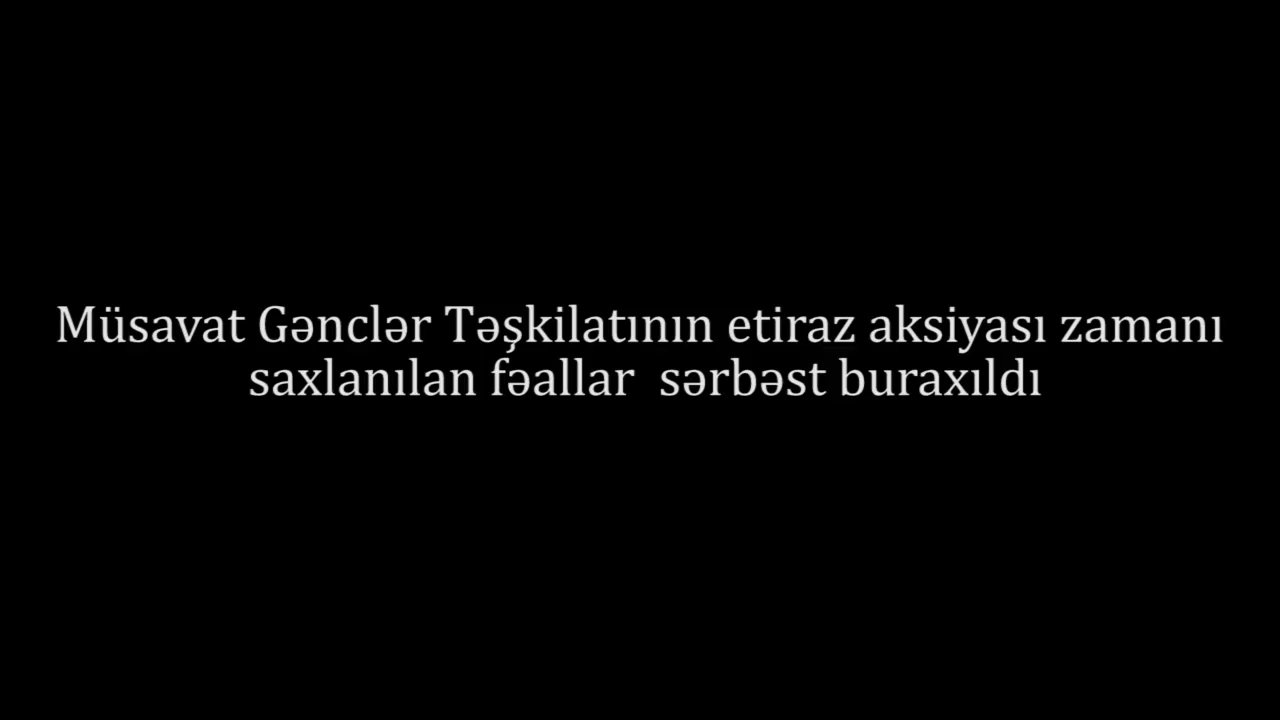 Müsavat Gənclər Təşkilatının etiraz aksiyası zamanı
saxlanılan fəallar  sərbəst buraxıldı